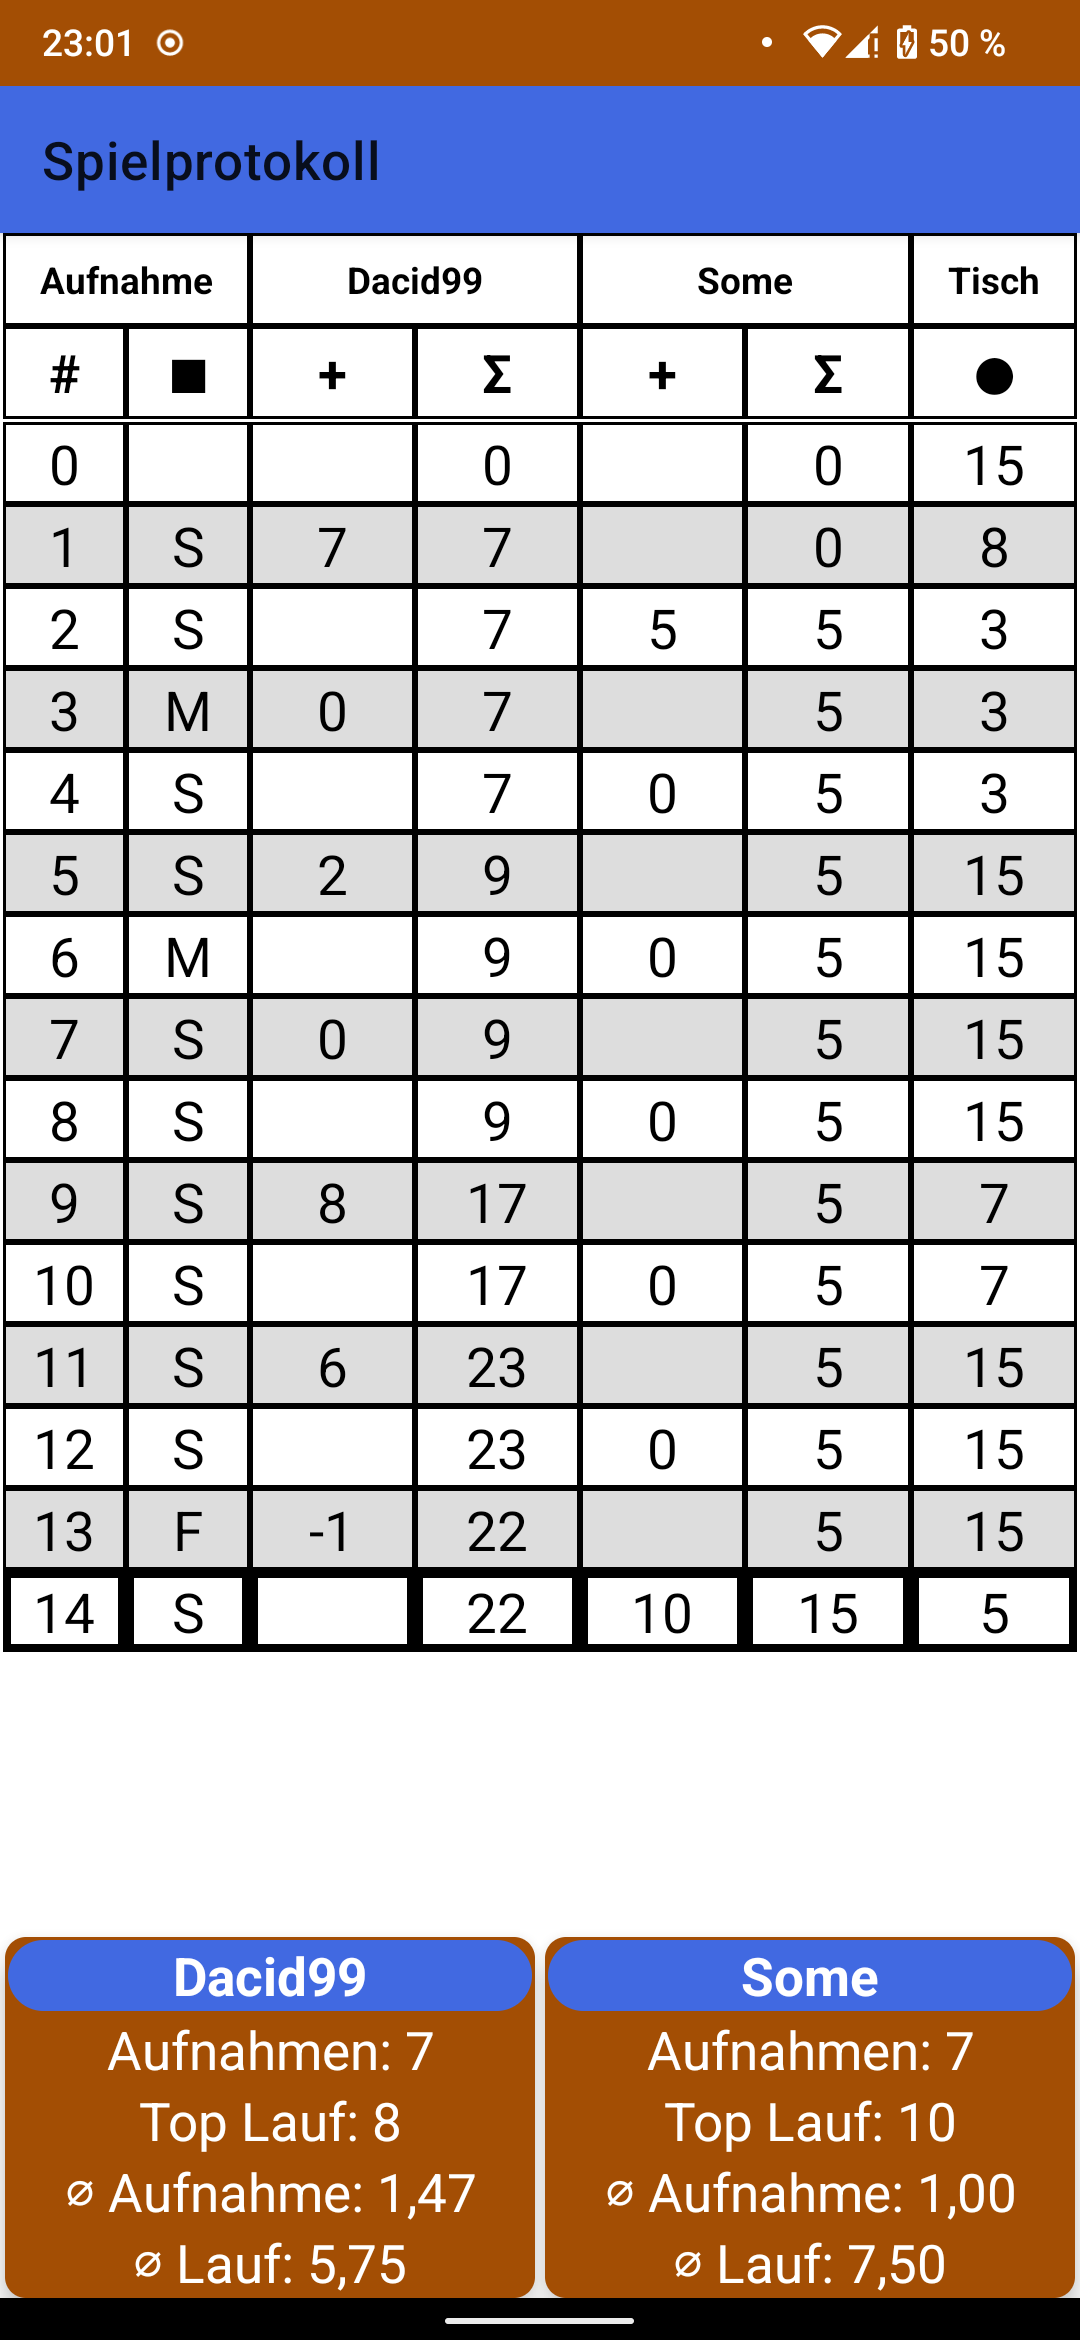 23:01 50 %
Spielprotokoll
Aufnahme Dacid99 Some Tisch
# ■ + Σ + Σ ●
0 0 0 15
1 S 7 7 0 8
2 S 7 5 5 3
3 M 0 7 5 3
4 S 7 0 5 3
5 S 2 9 5 15
6 M 9 0 5 15
7 S 0 9 5 15
8 S 9 0 5 15
9 S 8 17 5 7
10 S 17 0 5 7
11 S 6 23 5 15
12 S 23 0 5 15
13 F -1 22 5 15
14 S 22 10 15 5
Dacid99
Aufnahmen: 7
Top Lauf: 8
∅ Aufnahme: 1,47
∅ Lauf: 5,75
Some
Aufnahmen: 7
Top Lauf: 10
∅ Aufnahme: 1,00
∅ Lauf: 7,50